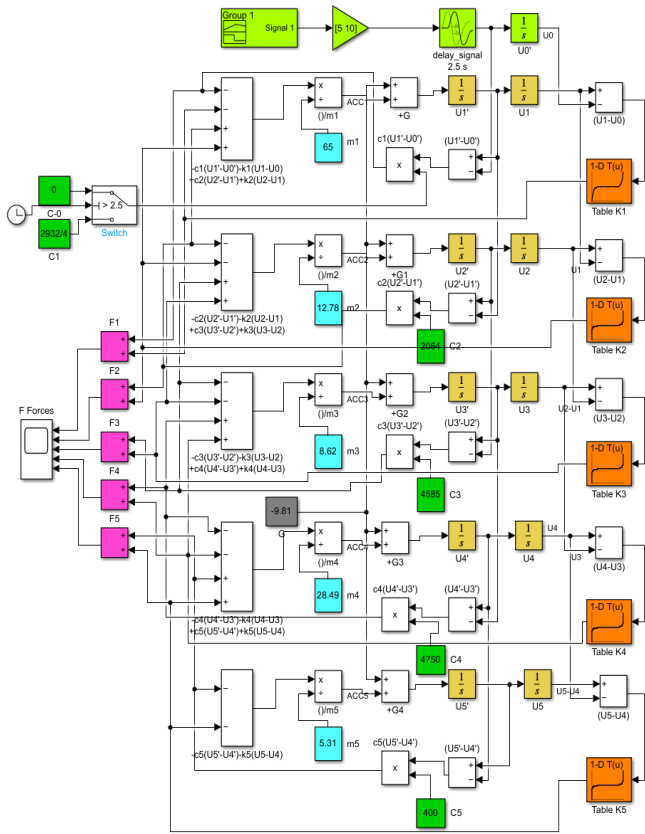 Group 1
Signal 1
[5 10]
delay_signal
2.5 s
1
s
U0'
U0
x
÷
()/m1
ACC1
+G
1
s
U1'
1
s
U1
(U1-U0)
65
m1
c1(U1'-U0')
(U1'-U0')
x
-c1(U1'-U0')-k1(U1-U0)
+c2(U2'-U1')+k2(U2-U1)
1-D T(u)
Table K1
0
C-0
> 2.5
Switch
2932/4
C1
x
÷
()/m2
ACC2
+G1
1
s
U2'
1
s
U2
U1
(U2-U1)
12.78
m2
c2(U2'-U1')
(U2'-U1')
x
-c2(U2'-U1')-k2(U2-U1)
+c3(U3'-U2')+k3(U3-U2)
2064
C2
1-D T(u)
Table K2
F1
F2
F Forces
F3
F4
F5
x
÷
()/m3
ACC3
+G2
1
s
U3'
1
s
U3
U2-U1
(U3-U2)
8.62
m3
c3(U3'-U2')
(U3'-U2')
x
-c3(U3'-U2')-k3(U3-U2)
+c4(U4'-U3')+k4(U4-U3)
4585
C3
1-D T(u)
Table K3
-9.81
G
x
÷
()/m4
ACC4
+G3
1
s
U4'
1
s
U4
U4
U3
(U4-U3)
28.49
m4
c4(U4'-U3')
(U4'-U3')
x
-c4(U4'-U3')-k4(U4-U3)
+c5(U5'-U4')+k5(U5-U4)
4750
C4
1-D T(u)
Table K4
x
÷
()/m5
ACC5
+G4
1
s
U5'
1
s
U5
U5-U4
(U5-U4)
5.31
m5
c5(U5'-U4')
(U5'-U4')
x
-c5(U5'-U4')-k5(U5-U4)
400
C5
1-D T(u)
Table K5